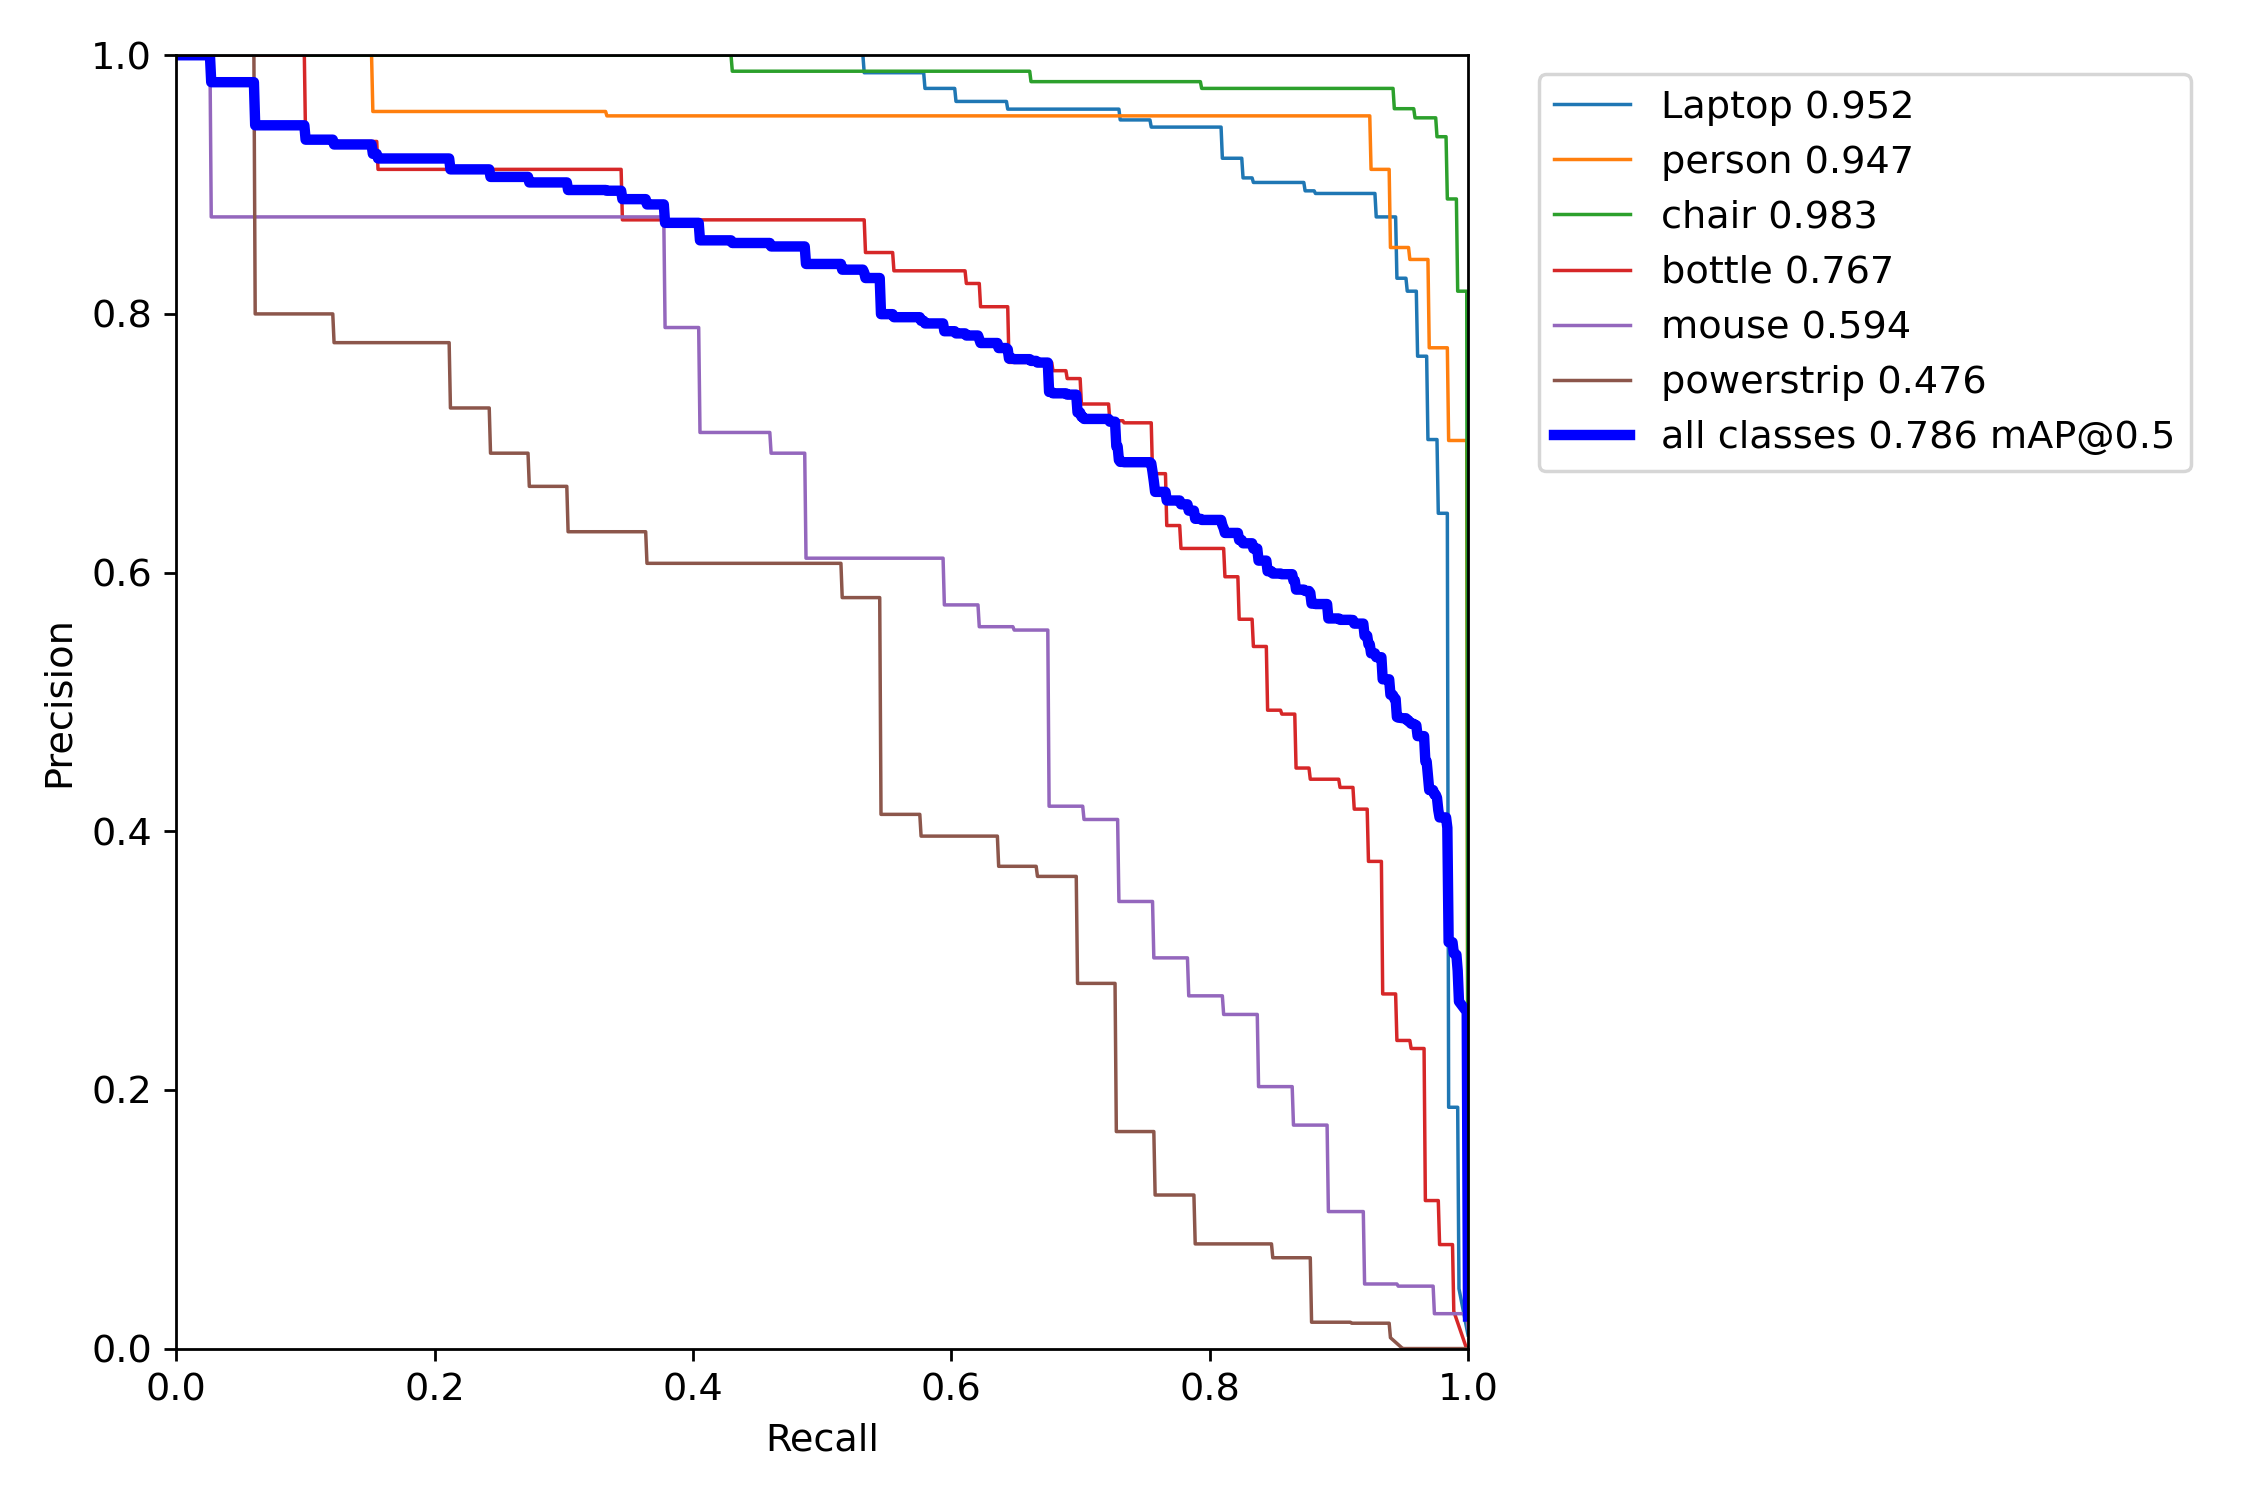 1.0
0.8
0.6
0.4
0.2
0.0
Precision
0.0 0.2 0.4 0.6 0.8 1.0
Recall
Laptop 0.952
person 0.947
chair 0.983
bottle 0.767
mouse 0.594
powerstrip 0.476
all classes 0.786 mAP@0.5